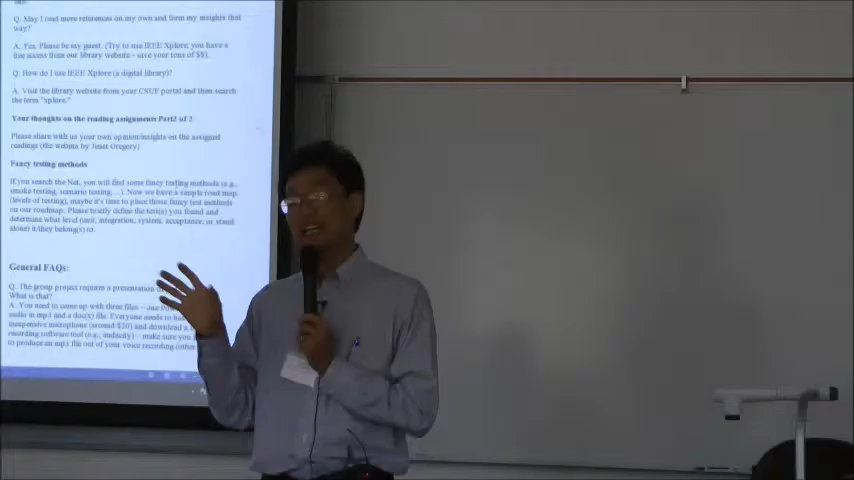 Q. May I read more references on my own and form my insights that
way?
A. Yes. Please be my guest. (Try to use IEEE Xplore, you have a
free access from our library website - save your tons of $$).
Q. How do I use IEEE Xplore (a digital library)?
A. Visit the library website from your CSUF portal and then search
the term "xplore."
Your thoughts on the reading assignments Part2 of 2
Please share with us your own opinion/insights on the assigned
readings (the webina by Janet Gregory)
Fancy testing methods
If you search the Net, you will find some fancy testing methods (e.g.,
smoke testing, scenario testing, ...). Now we have a simple road map
(levels of testing), maybe it's time to place those fancy test methods
on our roadmap. Please briefly define the test(s) you found and
determine what level (unit, integration, system, acceptance, or stand
alone) it/they belong(s) to.
General FAQs:
Q. The group project requires a presentation
What is that?
A. You need to come up with three files - one
audio in mp3 and a doc(x) file. Everyone needs to
inexpensive microphone (around $20) and download a
recording software tool (e.g., audacity) - make sure you
to produce an mp3 file out of your voice recording (other